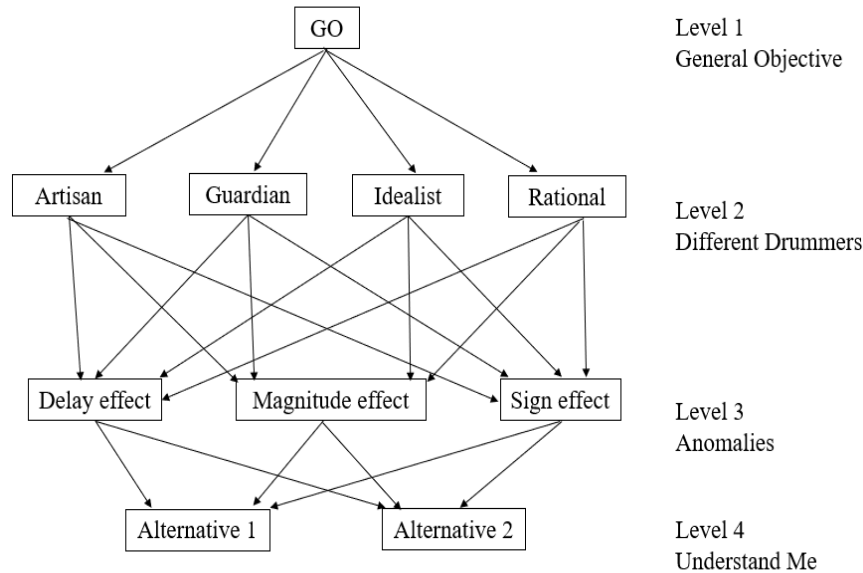 GO
Level 1
General Objective
Artisan
Guardian
Idealist
Rational
Level 2
Different Drummers
Delay effect
Magnitude effect
Sign effect
Level 3
Anomalies
Alternative 1
Alternative 2
Level 4
Understand Me